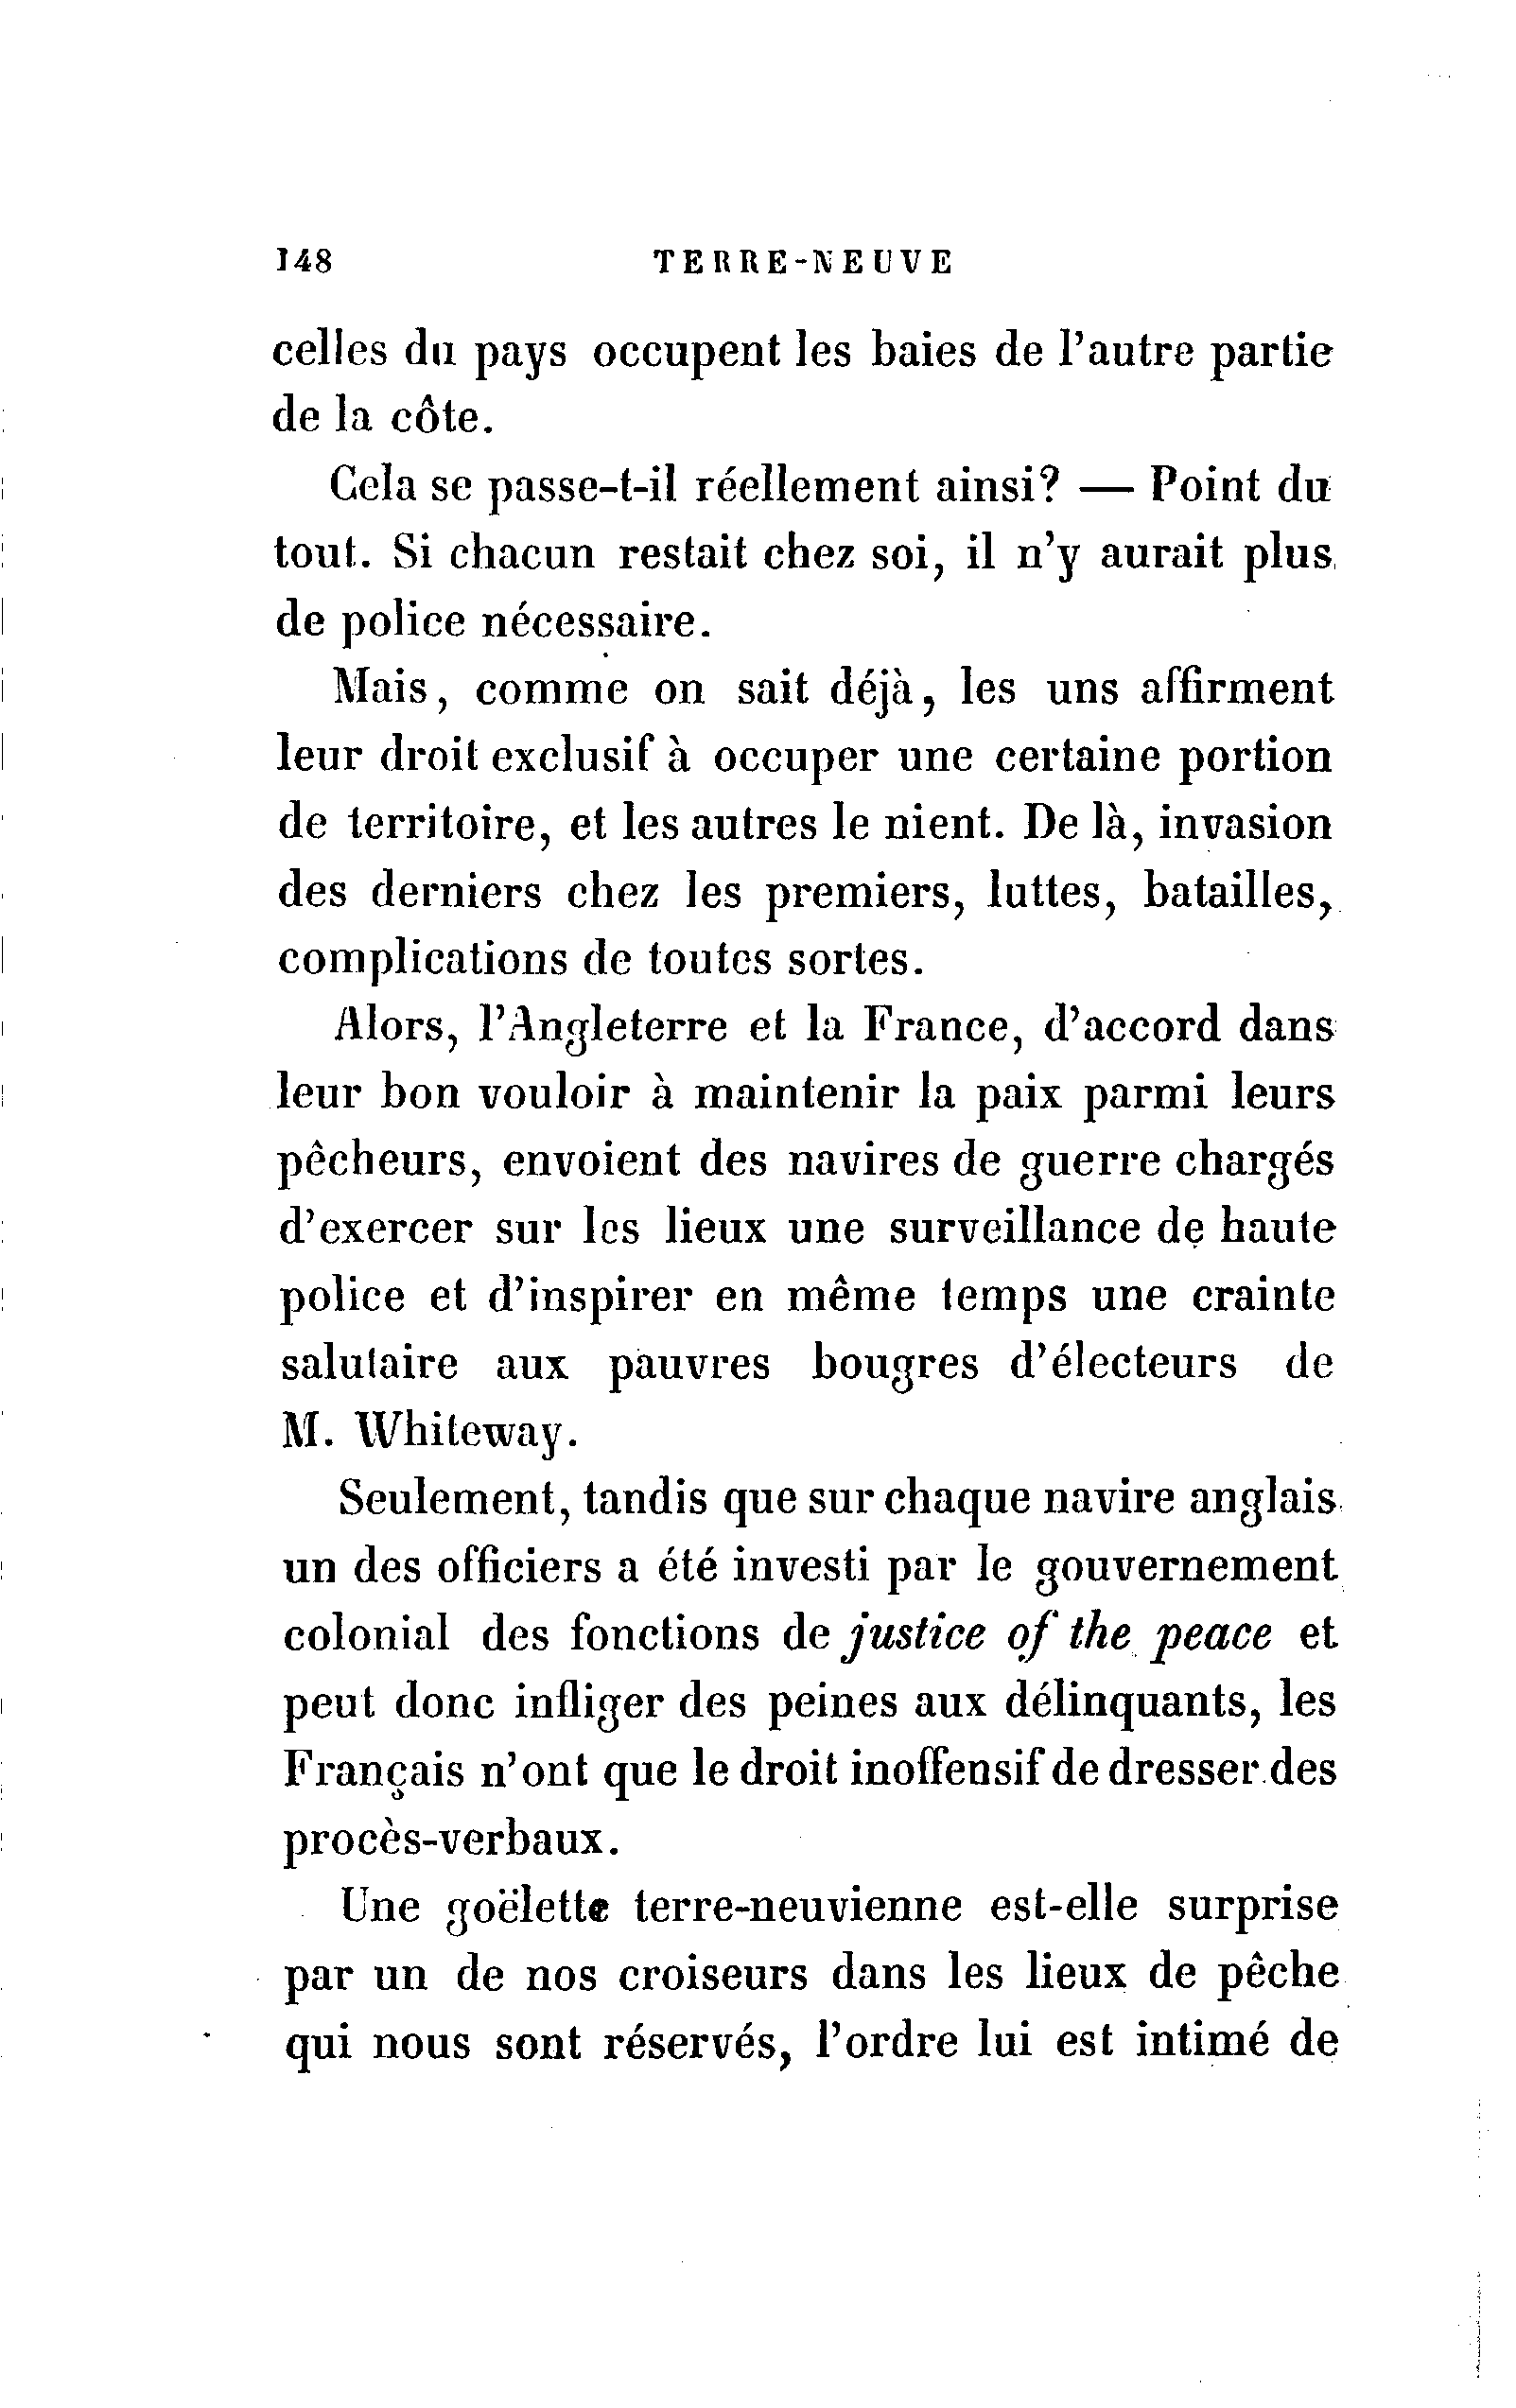 148 TERRE-NEUVE
celles du pays occupent les baies de l'autre partie
de la côte.
Cela se passe-t-il réellement ainsi? — Point du
tout. Si chacun restait chez soi, il n'y aurait plus
de police nécessaire.
Mais, comme on sait déjà, les uns affirment
leur droit exclusif à occuper une certaine portion
de territoire, et les autres le nient. De là, invasion
des derniers chez les premiers, luttes, batailles,
complications de toutes sortes.
Alors, l'Angleterre et la France, d'accord dans
leur bon vouloir à maintenir la paix parmi leurs
pêcheurs, envoient des navires de guerre chargés
d'exercer sur les lieux une surveillance de haute
police et d'inspirer en même temps une crainte
salutaire aux pauvres bougres d'électeurs de
M. Whiteway.
Seulement, tandis que sur chaque navire anglais
un des officiers a été investi par le gouvernement
colonial des fonctions de justice of the peace et
peut donc infliger des peines aux délinquants, les
Français n'ont que le droit inoffensif de dresser des
procès-verbaux.
Une goëlette terre-neuvienne est-elle surprise
par un de nos croiseurs dans les lieux de pêche
qui nous sont réservés, l'ordre lui est intimé de